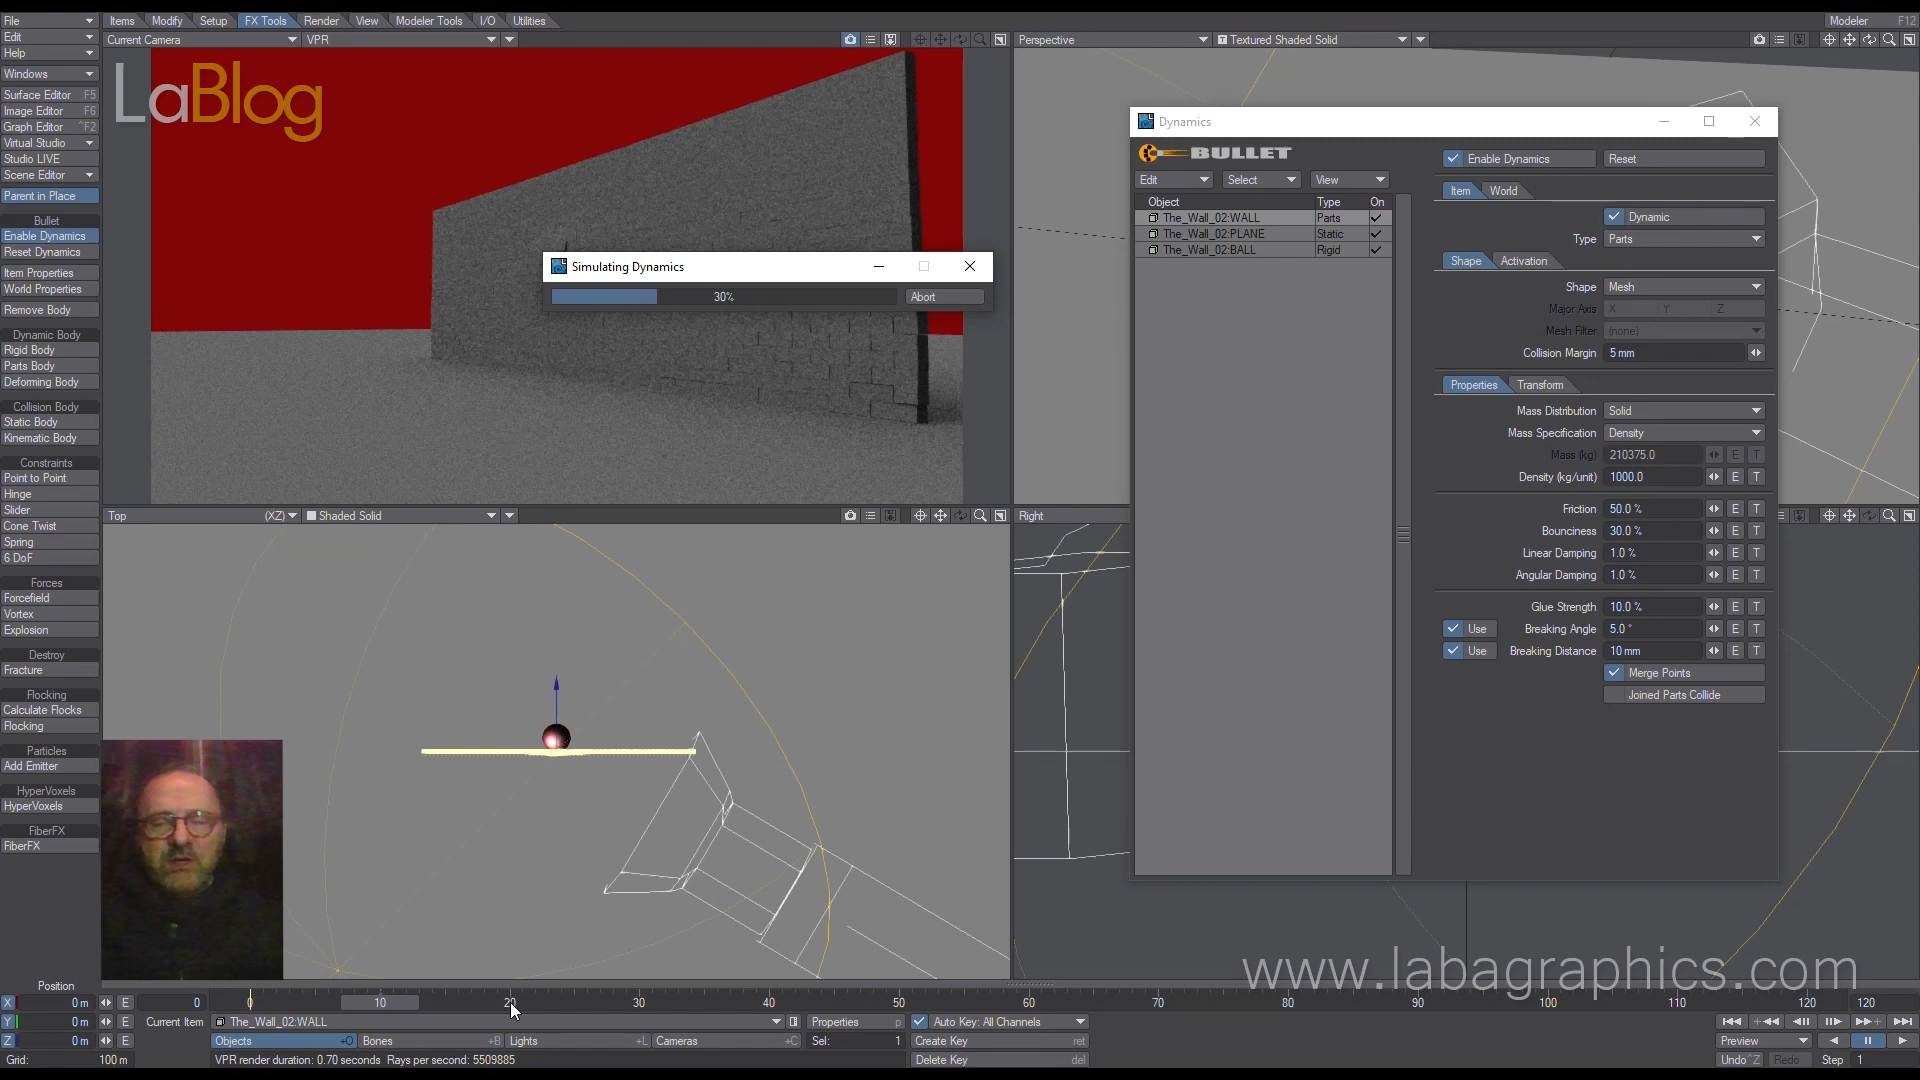 File
Items Modify Setup FX Tools Render View Modeler Tools I/O Utilities
Modeler F12
Edit
Help
Windows
Surface Editor F5
Image Editor F6
Graph Editor ^F2
Virtual Studio
Studio LIVE
Scene Editor
Parent in Place
Bullet
Enable Dynamics
Reset Dynamics
Item Properties
World Properties
Remove Body
Dynamic Body
Rigid Body
Parts Body
Deforming Body
Collision Body
Static Body
Kinematic Body
Constraints
Point to Point
Hinge
Slider
Cone Twist
Spring
6 DoF
Forces
Forcefield
Vortex
Explosion
Destroy
Fracture
Flocking
Calculate Flocks
Flocking
Particles
Add Emitter
HyperVoxels
HyperVoxels
FiberFX
FiberFX
Current Camera VPR
LaBlog
Simulating Dynamics
30% Abort
Perspective T Textured Shaded Solid
Top (XZ) Shaded Solid
Right
Dynamics
BULLET
Enable Dynamics Reset
Edit Select View
Item World
Object Type On
The_Wall_02:WALL Parts
The_Wall_02:PLANE Static
The_Wall_02:BALL Rigid
Dynamic
Type Parts
Shape Activation
Shape Mesh
Major Axis X Y Z
Mesh Filter (none)
Collision Margin 5 mm
Properties Transform
Mass Distribution Solid
Mass Specification Density
Mass (kg) 210375.0 E T
Density (kg/unit) 1000.0 E T
Friction 50.0 % E T
Bounciness 30.0 % E T
Linear Damping 1.0 % E T
Angular Damping 1.0 % E T
Glue Strength 10.0 % E T
Use Breaking Angle 5.0 ° E T
Use Breaking Distance 10 mm E T
Merge Points
Joined Parts Collide
www.labagraphics.com
Position
X 0 m E 0 0 10 20 30 40 50 60 70 80 90 100 110 120 120
Y 0 m E Current Item The_Wall_02:WALL Properties p Auto Key: All Channels
Z 0 m E Objects +O Bones +B Lights +L Cameras +C Sel: 1 Create Key ret Preview
Grid: 100 m VPR render duration: 0.70 seconds Rays per second: 5509885 Delete Key del Undo ^Z Redo Step 1